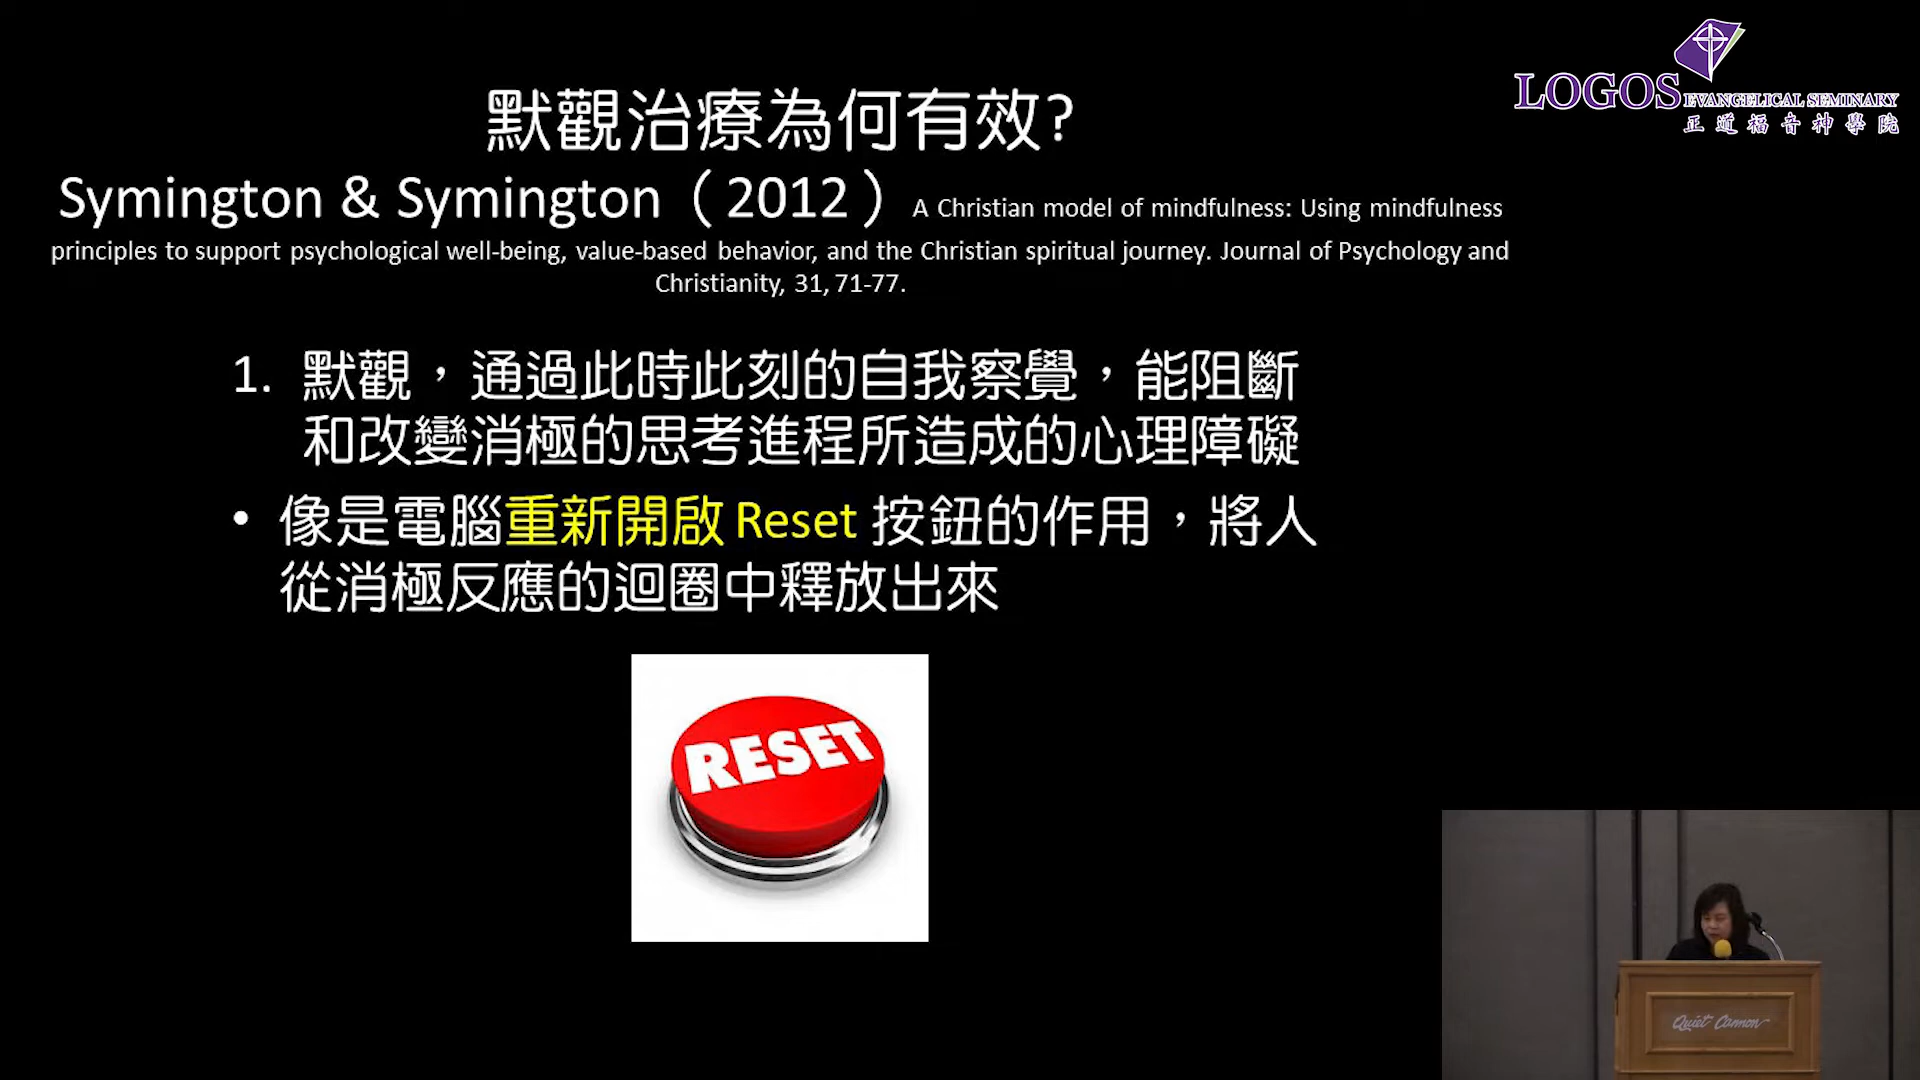 LOGOS EVANGELICAL SEMINARY
正道福音神學院
默觀治療為何有效?
Symington & Symington（2012）A Christian model of mindfulness: Using mindfulness
principles to support psychological well-being, value-based behavior, and the Christian spiritual journey. Journal of Psychology and
Christianity, 31, 71-77.
1. 默觀，通過此時此刻的自我察覺，能阻斷
和改變消極的思考進程所造成的心理障礙
• 像是電腦重新開啟 Reset 按鈕的作用，將人
從消極反應的迴圈中釋放出來
RESET
Quiet Cannon